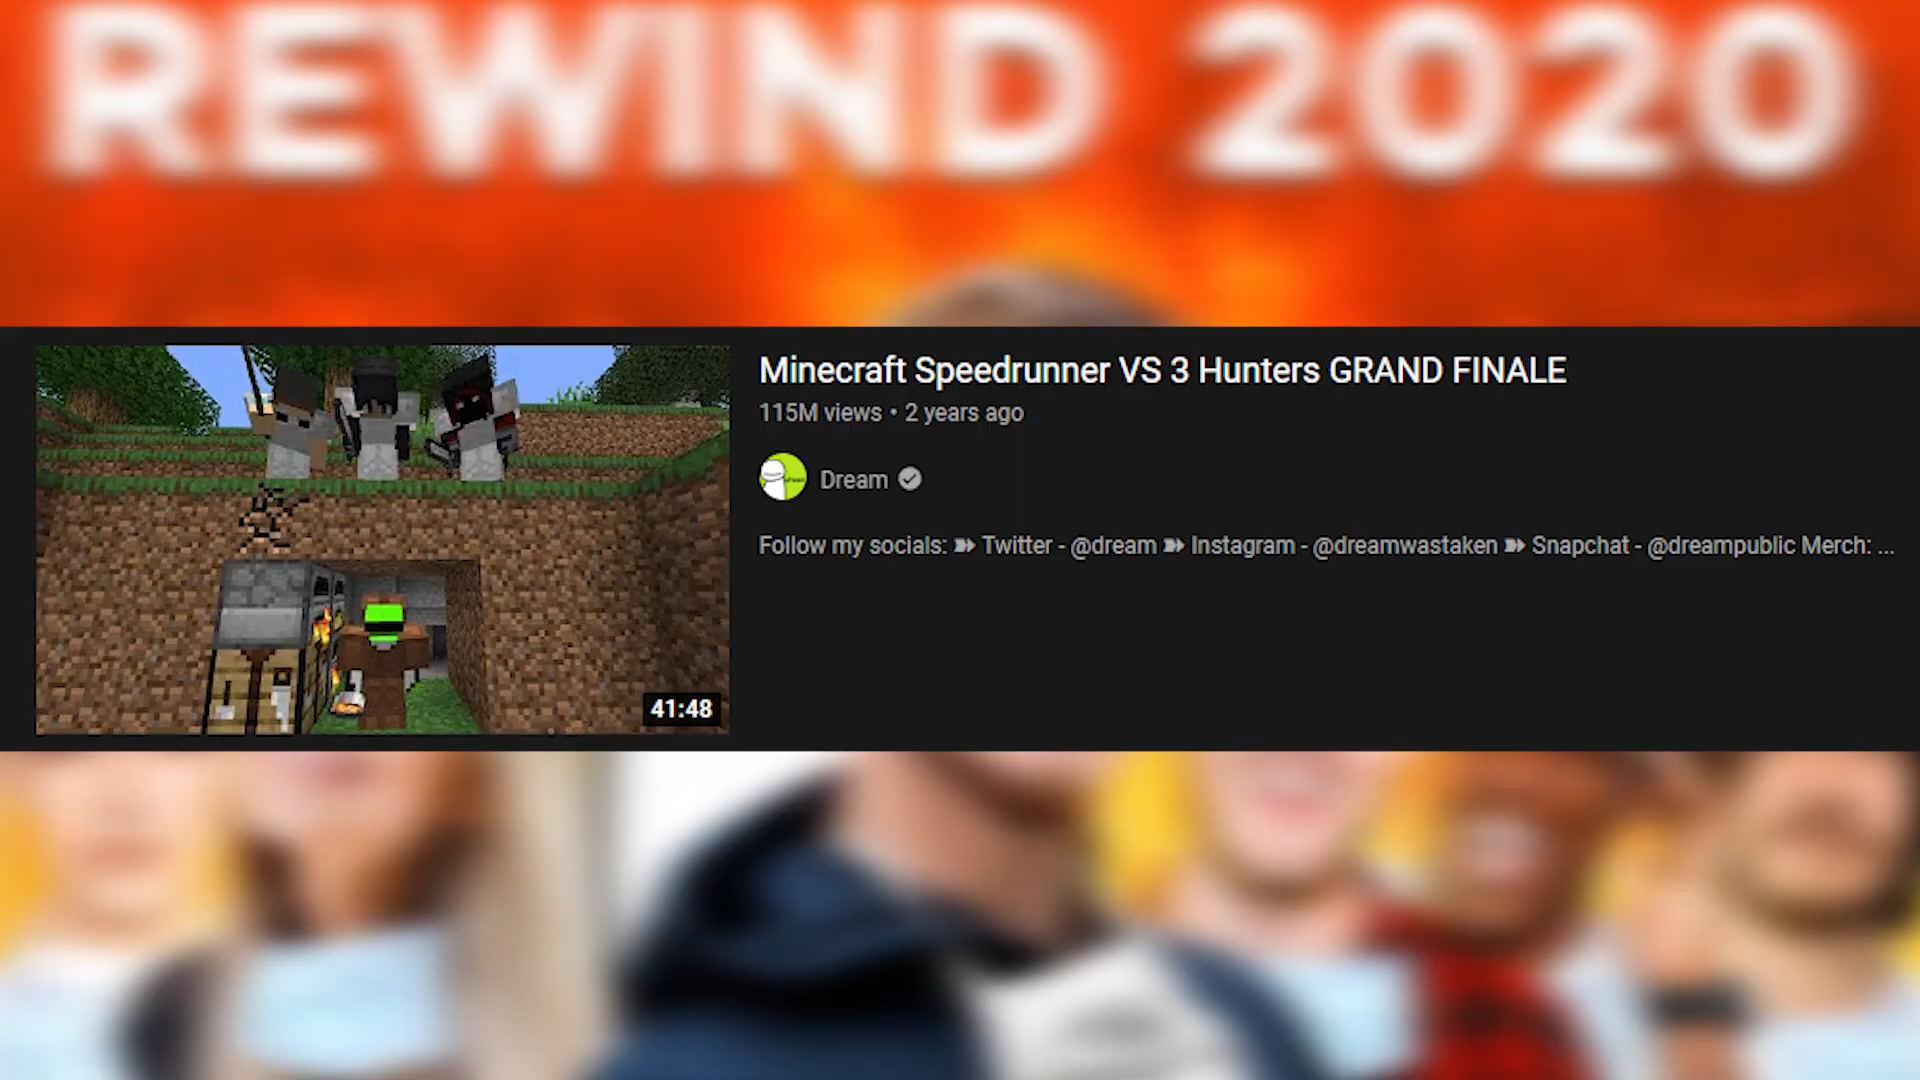 REWIND 2020
Minecraft Speedrunner VS 3 Hunters GRAND FINALE
115M views • 2 years ago
Dream
Follow my socials: ➽ Twitter - @dream ➽ Instagram - @dreamwastaken ➽ Snapchat - @dreampublic Merch: ...
41:48